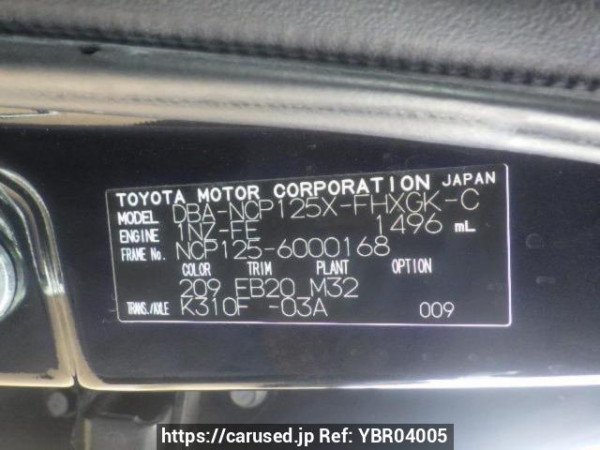 TOYOTA MOTOR CORPORATION JAPAN
MODEL DBA-NCP125X-FHXGK-C
ENGINE 1NZ-FE 1496 mL
FRAME No. NCP125-6000168
COLOR TRIM PLANT OPTION
209 FB20 M32
TRANS./AXLE K310F -03A 009
https://carused.jp Ref: YBR04005